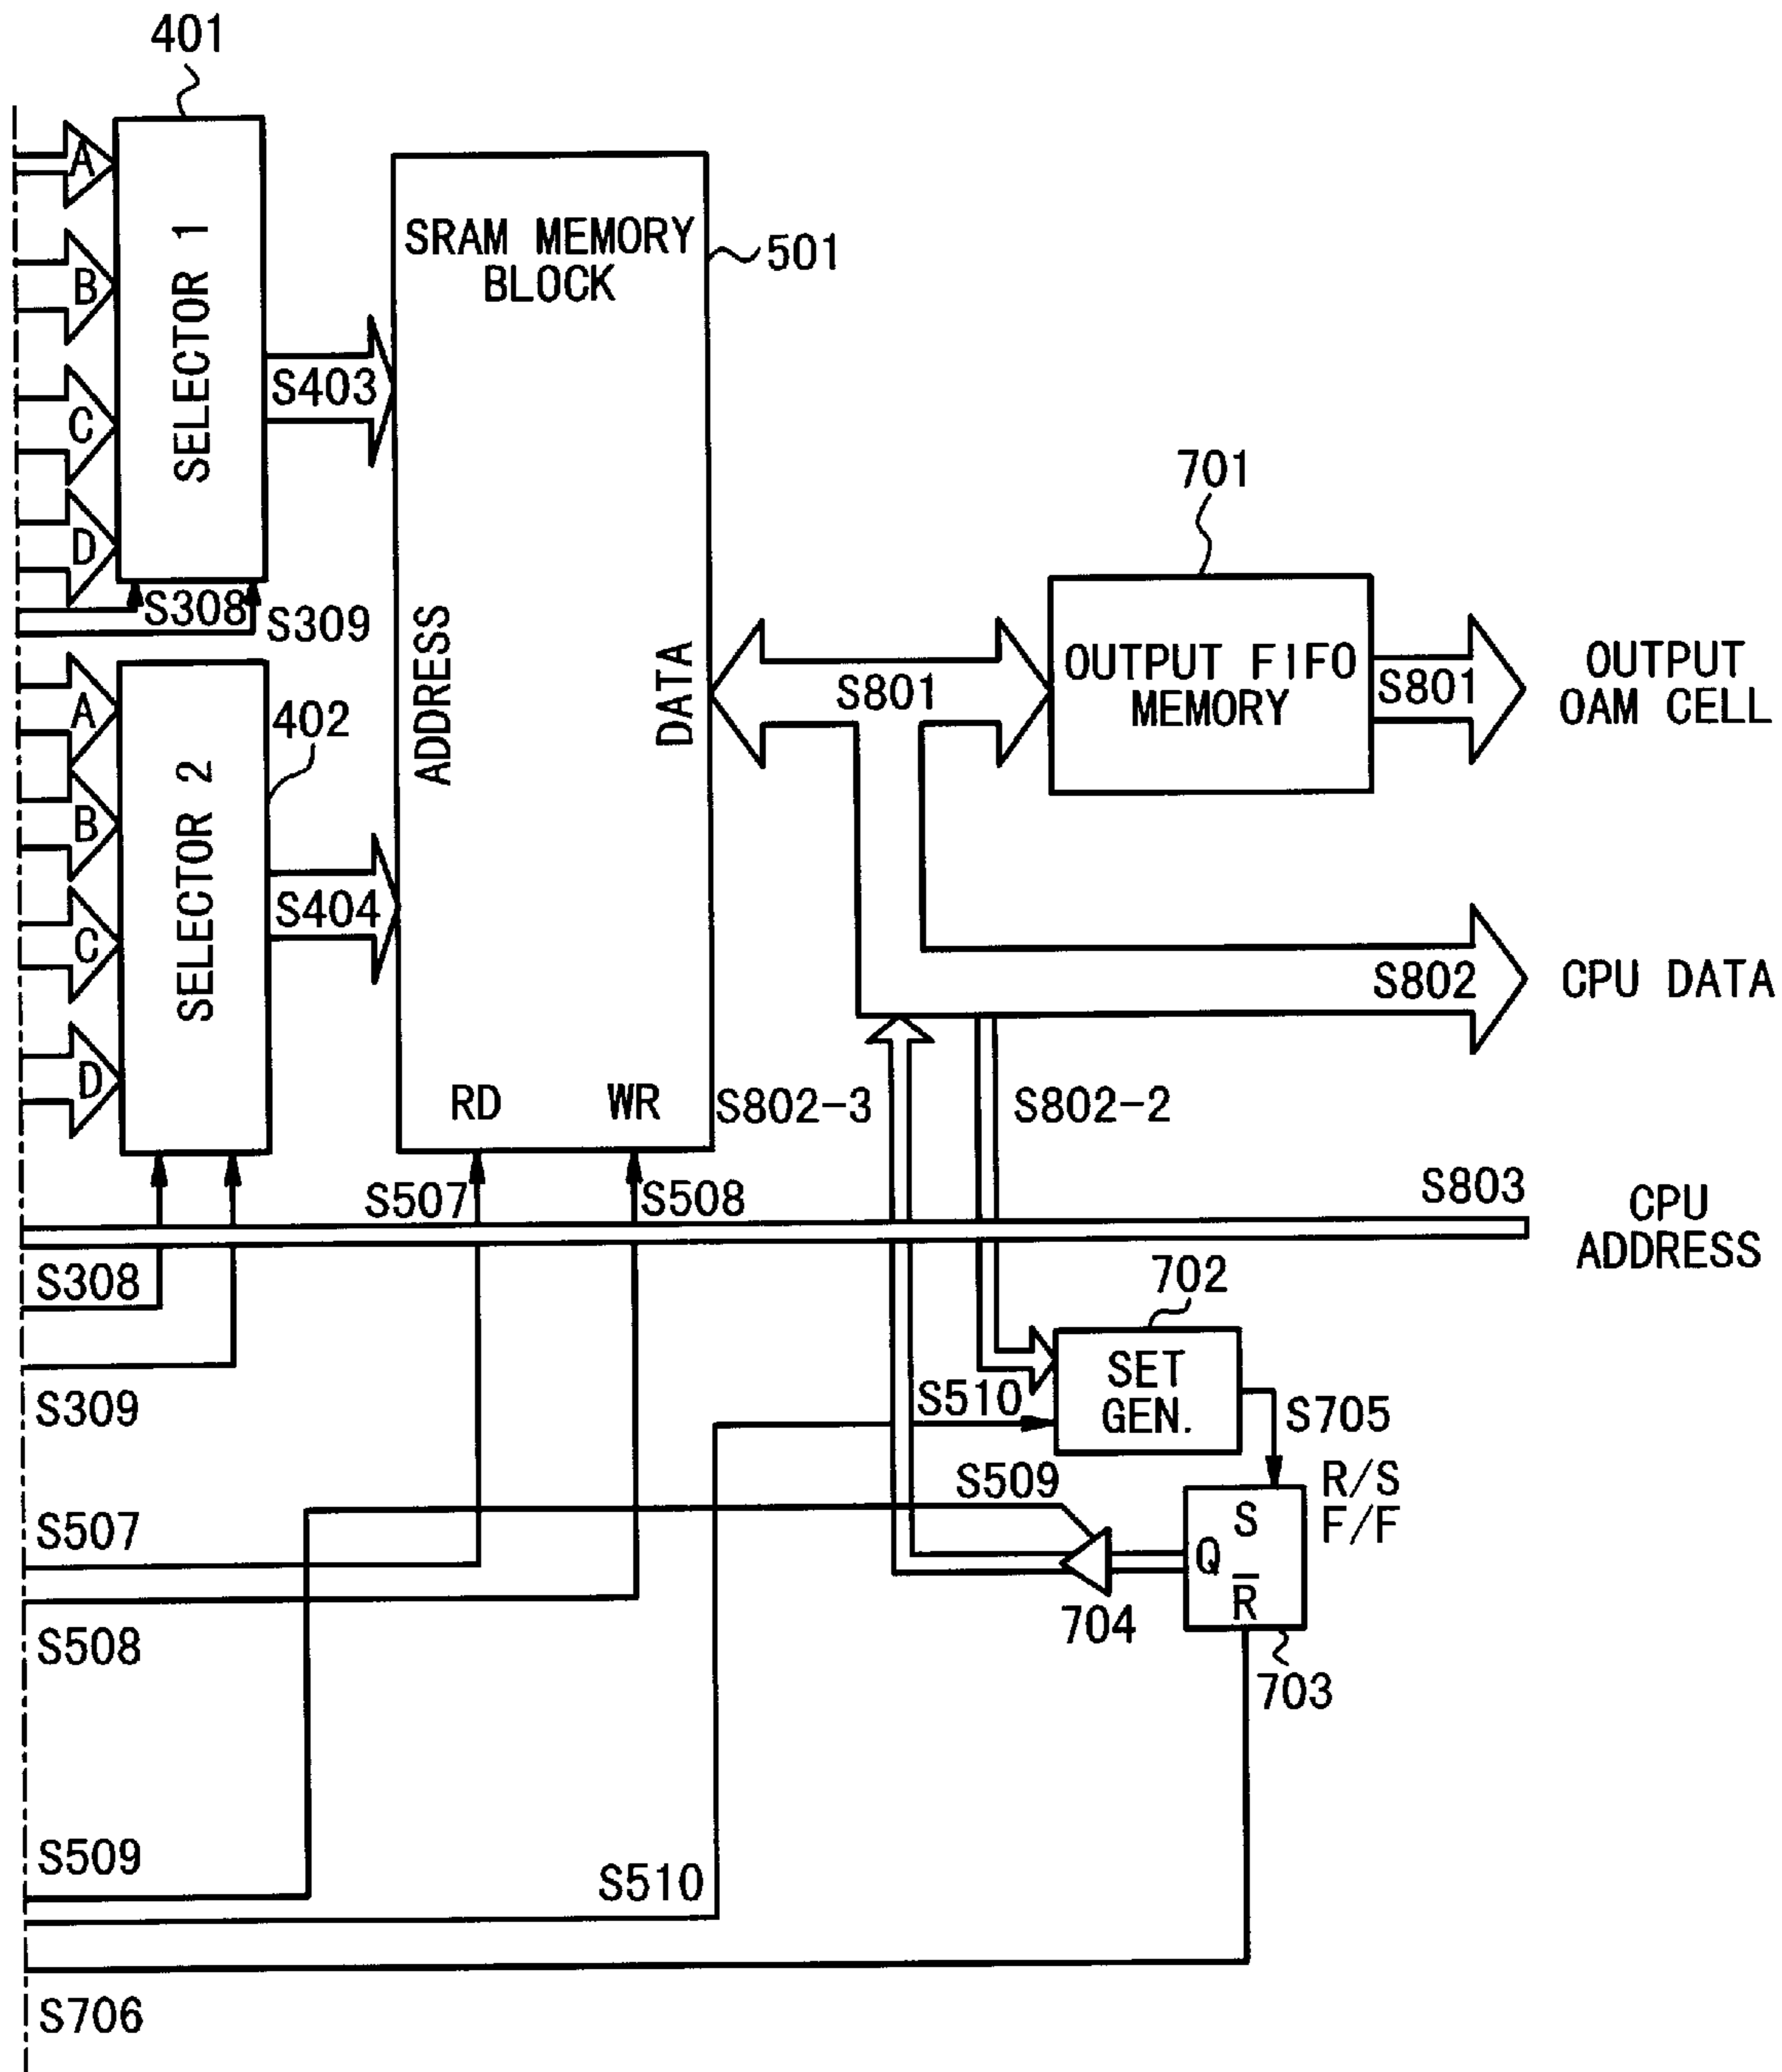 401
A
B
C
D
SELECTOR 1
S403
SRAM MEMORY
BLOCK
501
S308
S309
ADDRESS
DATA
A
B
C
D
SELECTOR 2
402
S404
S801
701
OUTPUT FIFO
MEMORY
S801
OUTPUT
OAM CELL
S802
CPU DATA
RD
WR
S802-3
S802-2
S507
S508
S803
CPU
ADDRESS
S308
S309
702
SET
GEN.
S510
S705
S509
R/S
F/F
S
Q
R̅
704
703
S507
S508
S509
S510
S706